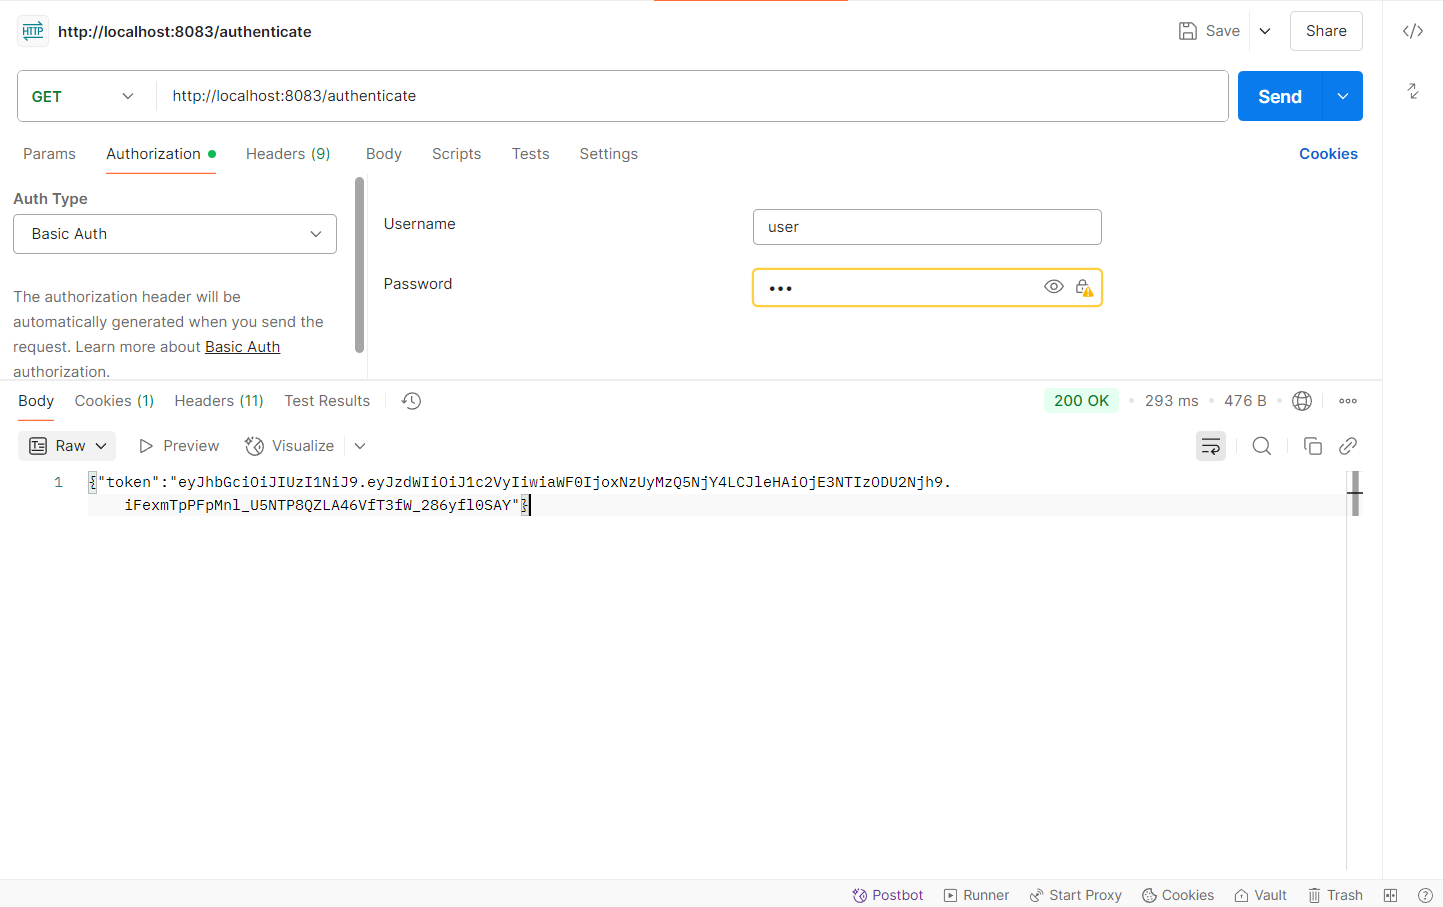 HTTP http://localhost:8083/authenticate Save Share
GET http://localhost:8083/authenticate Send
Params Authorization Headers (9) Body Scripts Tests Settings Cookies
Auth Type
Basic Auth
The authorization header will be
automatically generated when you send the
request. Learn more about Basic Auth
authorization.
Username user
Password •••
Body Cookies (1) Headers (11) Test Results 200 OK • 293 ms • 476 B
Raw Preview Visualize
1 {"token":"eyJhbGciOiJIUzI1NiJ9.eyJzdWIiOiJ1c2VyIiwiaWF0IjoxNzUyMzQ5NjY4LCJleHAiOjE3NTIzODU2Njh9.
iFexmTpPFpMnl_U5NTP8QZLA46VfT3fW_286yfl0SAY"}
Postbot Runner Start Proxy Cookies Vault Trash